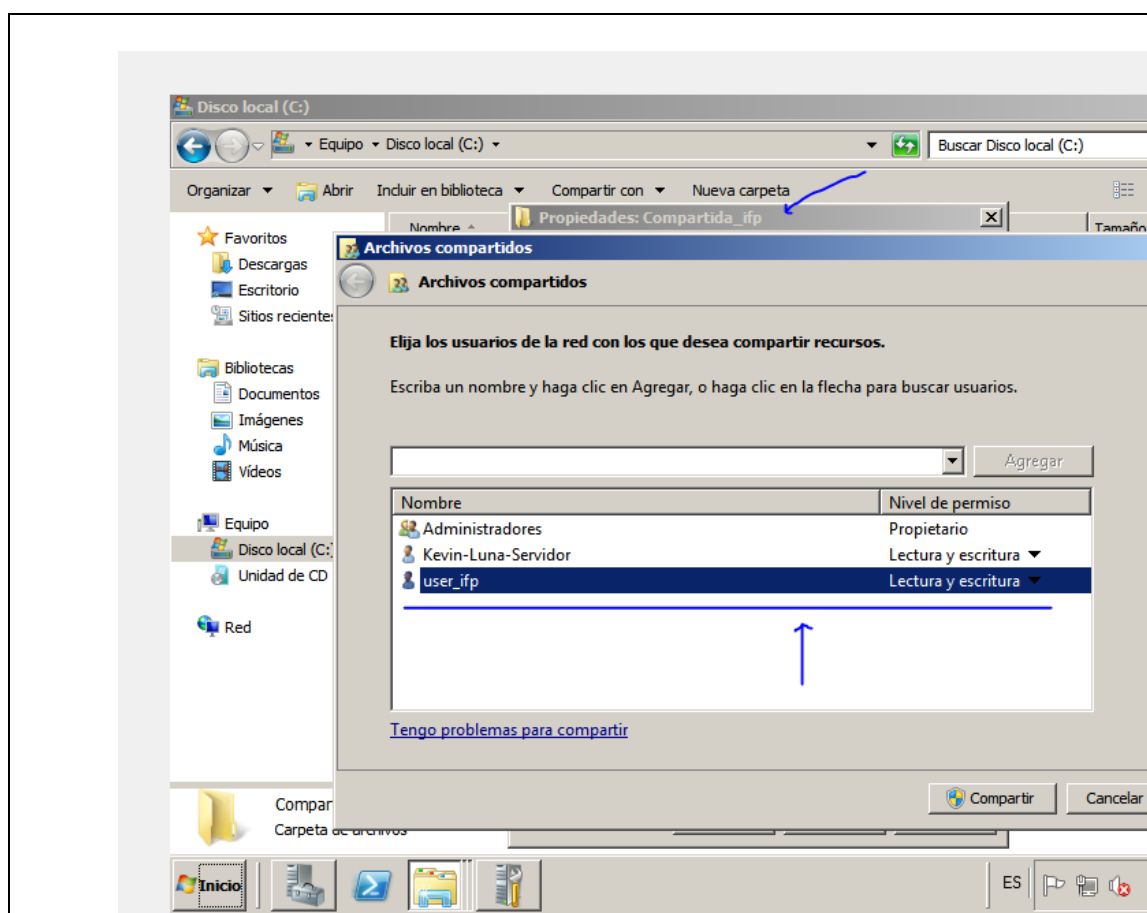 Disco local (C:)
Equipo Disco local (C:) Buscar Disco local (C:)
Organizar Abrir Incluir en biblioteca Compartir con Nueva carpeta
Propiedades: Compartida_ifp
Nombre Tamaño
Favoritos
Descargas
Escritorio
Sitios recientes
Bibliotecas
Documentos
Imágenes
Música
Vídeos
Equipo
Disco local (C:)
Unidad de CD
Red
Archivos compartidos
Archivos compartidos
Elija los usuarios de la red con los que desea compartir recursos.
Escriba un nombre y haga clic en Agregar, o haga clic en la flecha para buscar usuarios.
Agregar
Nombre Nivel de permiso
Administradores Propietario
Kevin-Luna-Servidor Lectura y escritura
user_ifp Lectura y escritura
Tengo problemas para compartir
Compartir Cancelar
Compar
Carpeta de archivos
Inicio ES